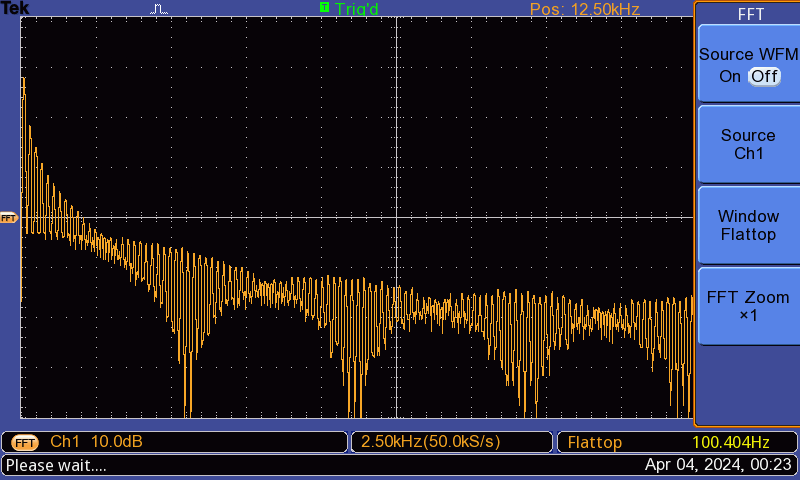 Tek
T Trig'd
Pos: 12.50kHz
FFT
Source WFM
On Off
Source
Ch1
Window
Flattop
FFT Zoom
×1
FFT
FFT Ch1 10.0dB
2.50kHz(50.0kS/s)
Flattop 100.404Hz
Please wait....
Apr 04, 2024, 00:23